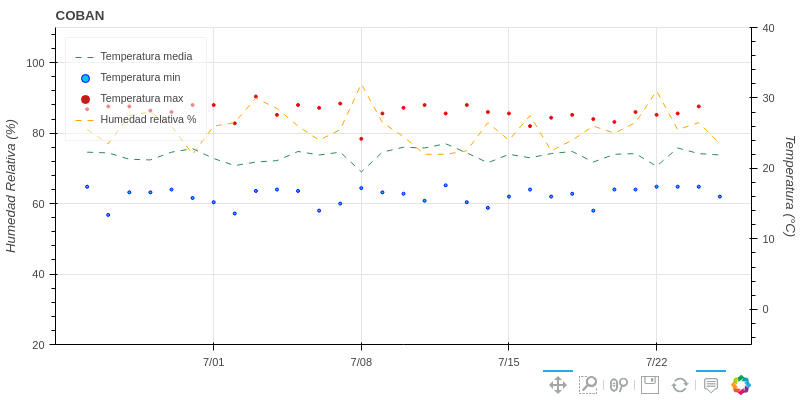 COBAN
Temperatura media
Temperatura min
Temperatura max
Humedad relativa %
Humedad Relativa (%)
100
80
60
40
20
Temperatura (°C)
40
30
20
10
0
7/01
7/08
7/15
7/22